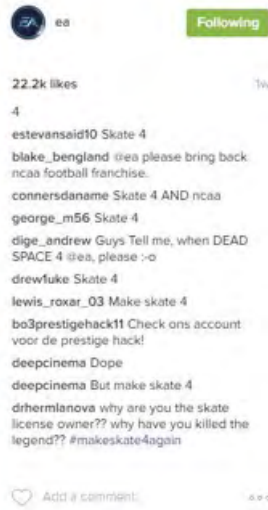 EA
ea
Following
22.2k likes
1w
4
estevansaid10 Skate 4
blake_bengland @ea please bring back
ncaa football franchise.
connersdaname Skate 4 AND ncaa
george_m56 Skate 4
dige_andrew Guys Tell me, when DEAD
SPACE 4 @ea, please :-o
drew1uke Skate 4
lewis_roxar_03 Make skate 4
bo3prestigehack11 Check ons account
voor de prestige hack!
deepcinema Dope
deepcinema But make skate 4
drhermlanova why are you the skate
license owner?? why have you killed the
legend?? #makeskate4again
Add a comment...